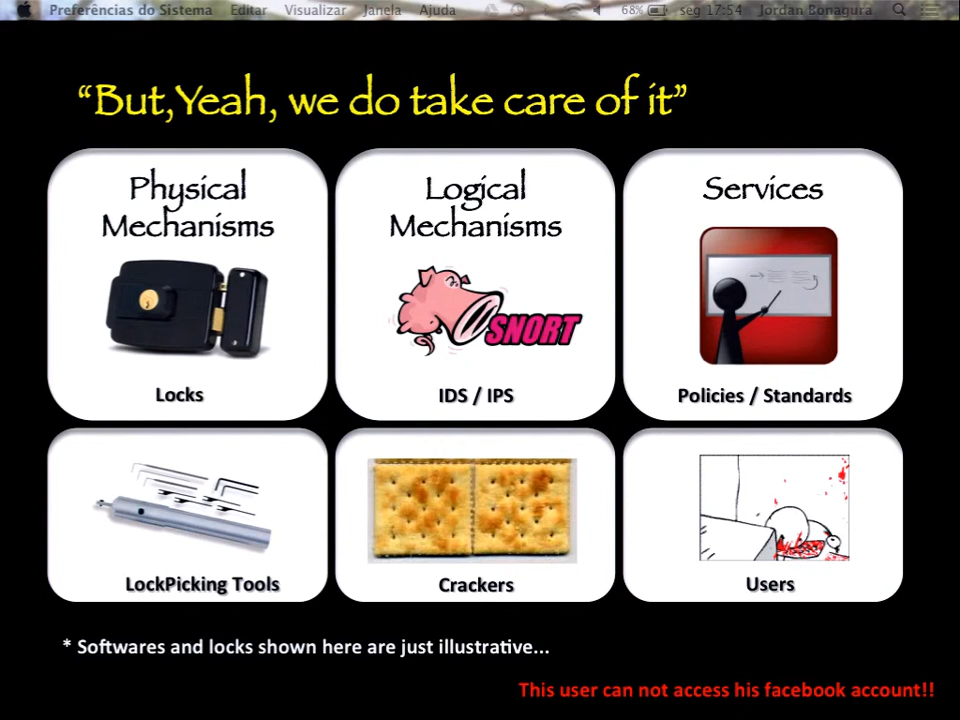 Preferências do Sistema Editar Visualizar Janela Ajuda 68% seg 17:54 Jordan Bonagura
“But,Yeah, we do take care of it”
Physical
Mechanisms
Logical
Mechanisms
Services
SNORT
Locks
IDS / IPS
Policies / Standards
LockPicking Tools
Crackers
Users
* Softwares and locks shown here are just illustrative...
This user can not access his facebook account!!